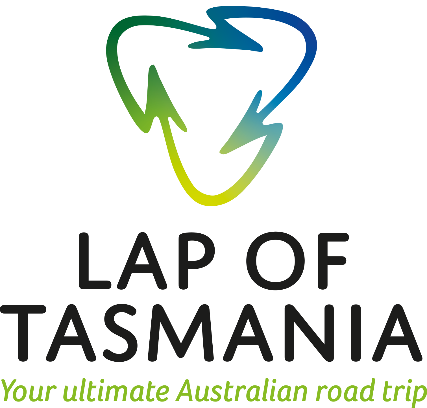 LAP OF
TASMANIA
Your ultimate Australian road trip